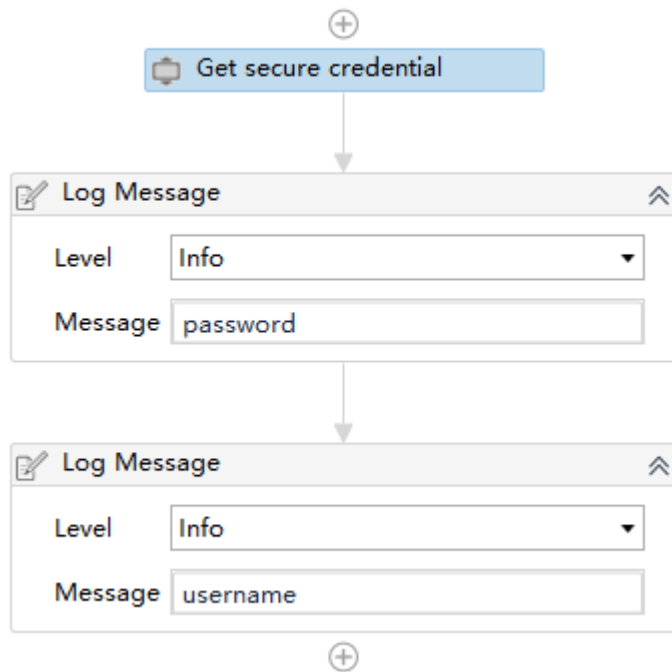 Get secure credential
Log Message
Level Info
Message password
Log Message
Level Info
Message username